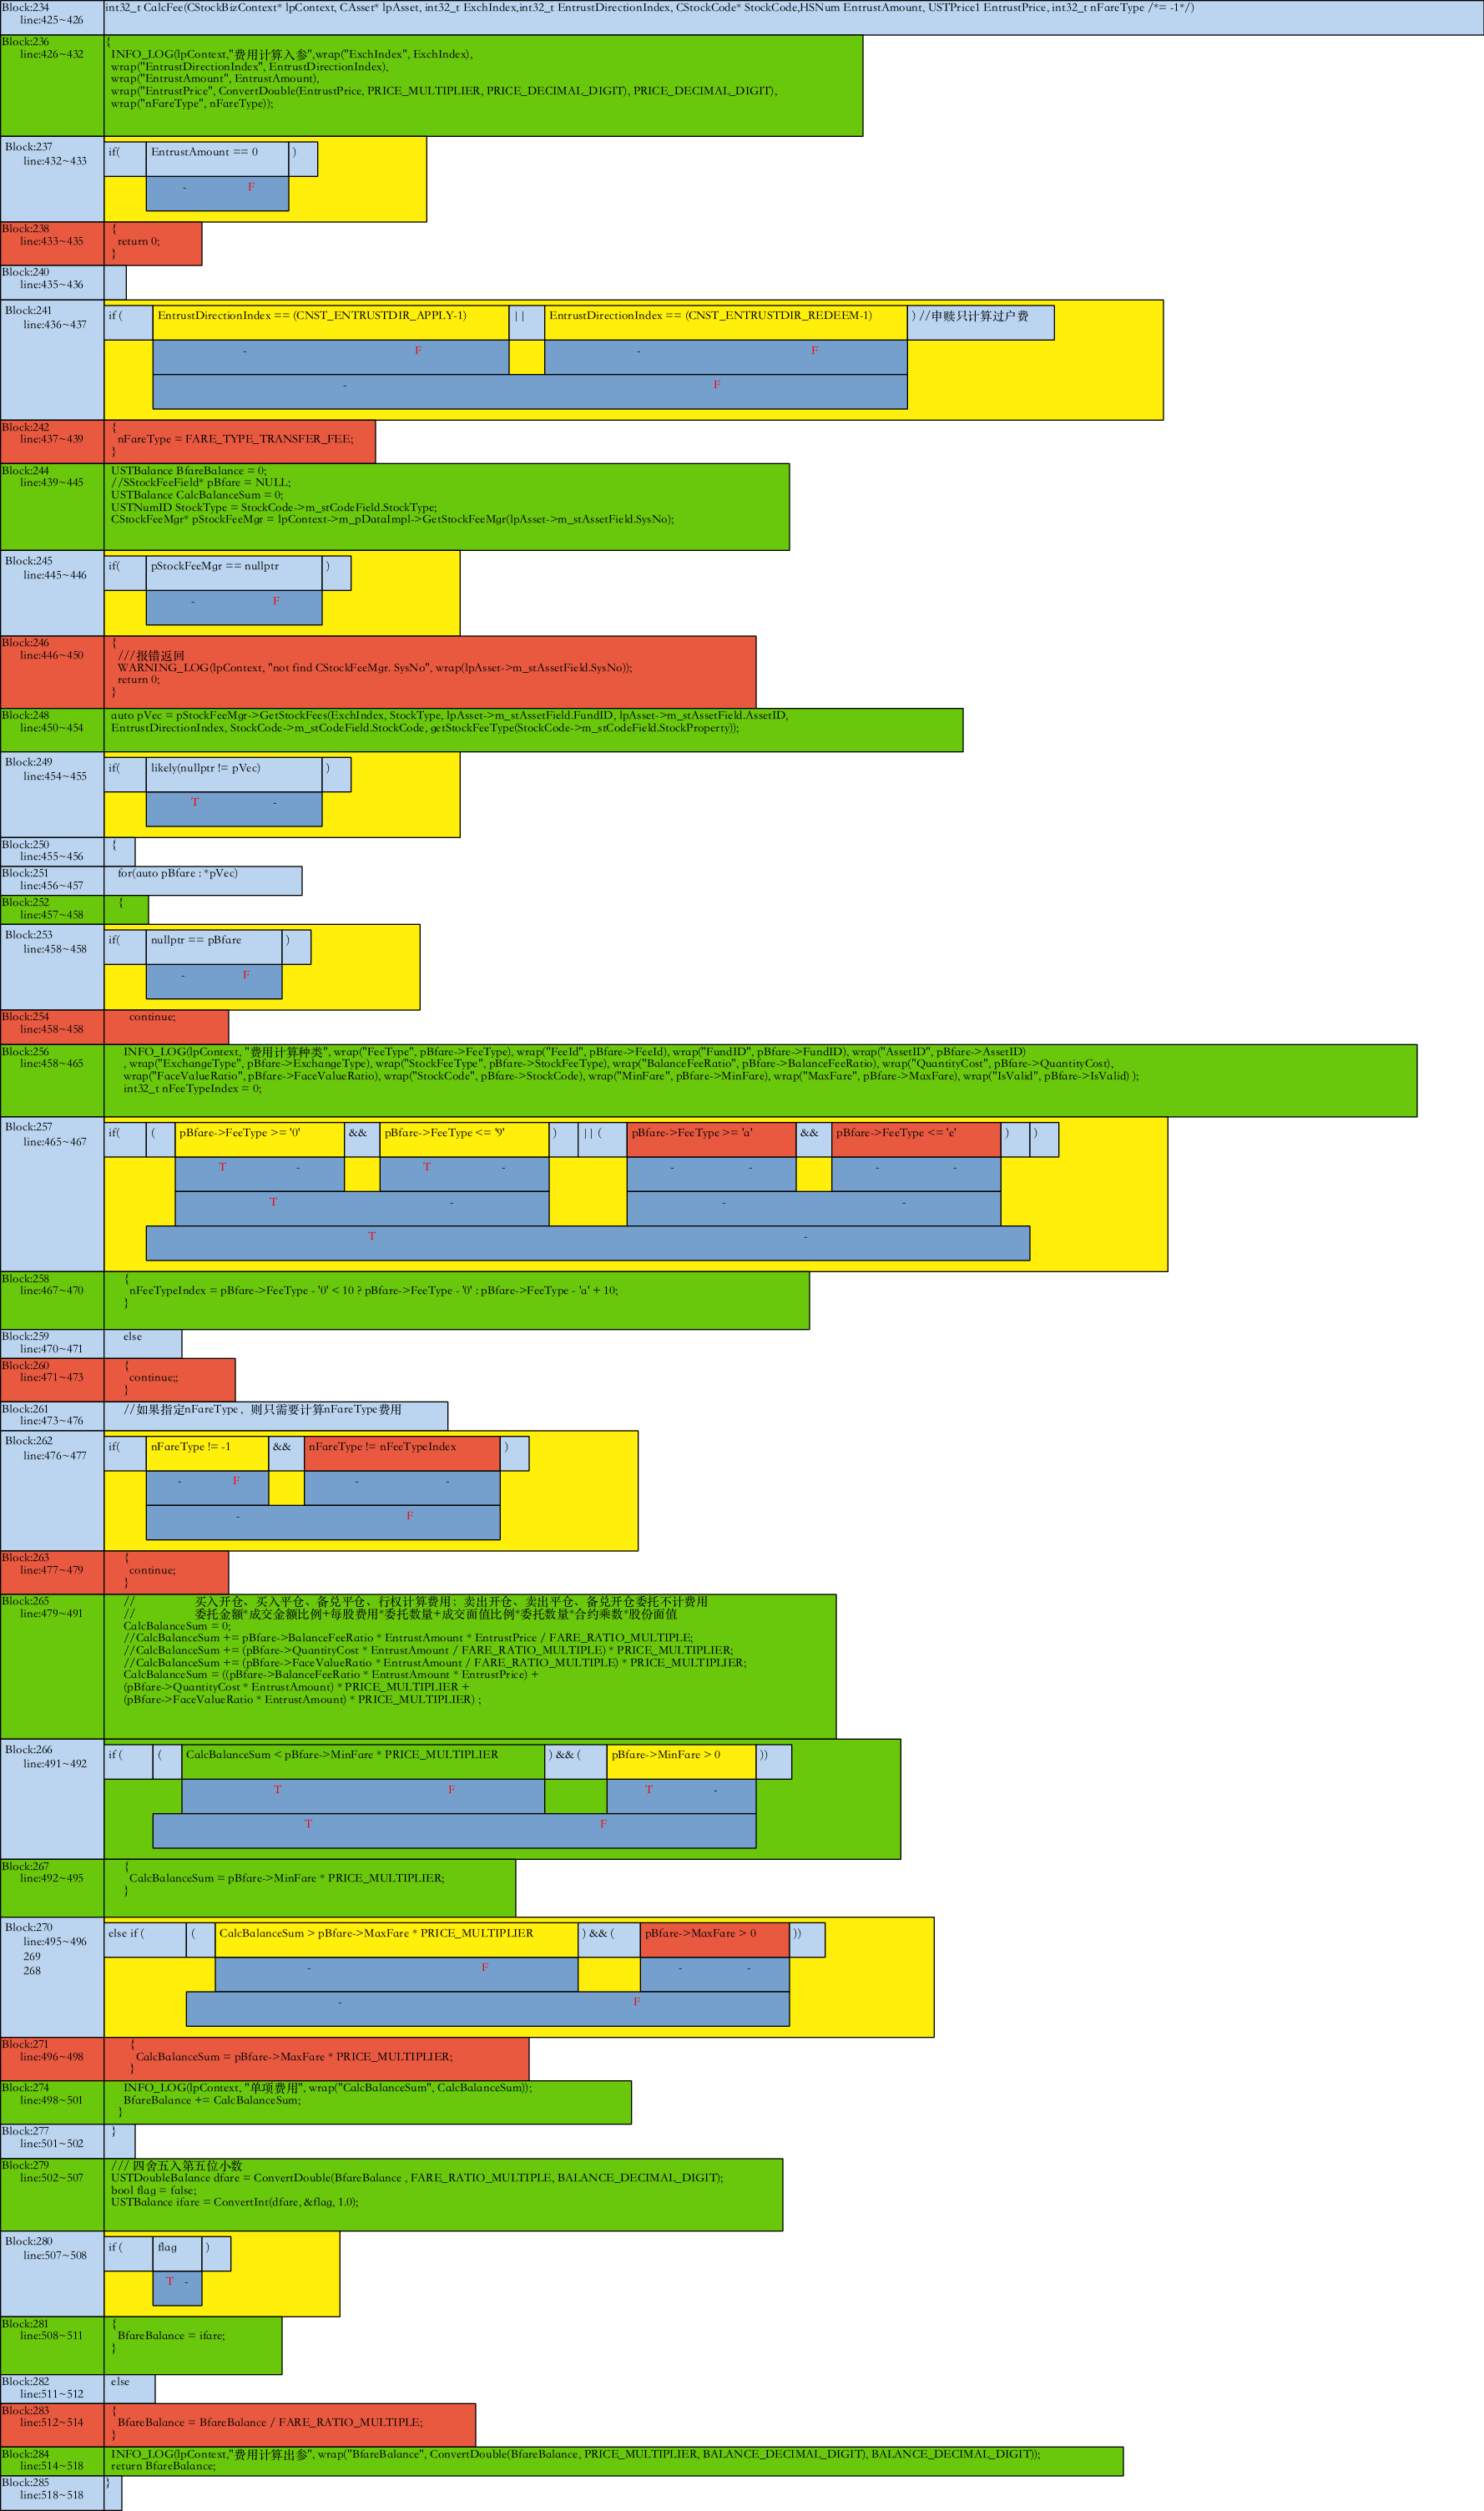 Block:234 int32_t CalcFee(CStockBizContext* lpContext, CAsset* lpAsset, int32_t ExchIndex,int32_t EntrustDirectionIndex, CStockCode* StockCode,HSNum EntrustAmount, USTPrice1 EntrustPrice, int32_t nFareType /*= -1*/)
line:425~426
Block:236 {
line:426~432 INFO_LOG(lpContext,"费用计算入参",wrap("ExchIndex", ExchIndex),
wrap("EntrustDirectionIndex", EntrustDirectionIndex),
wrap("EntrustAmount", EntrustAmount),
wrap("EntrustPrice", ConvertDouble(EntrustPrice, PRICE_MULTIPLIER, PRICE_DECIMAL_DIGIT), PRICE_DECIMAL_DIGIT),
wrap("nFareType", nFareType));
Block:237 if( EntrustAmount == 0 )
line:432~433
- F
Block:238 {
line:433~435 return 0;
}
Block:240
line:435~436
Block:241 if ( EntrustDirectionIndex == (CNST_ENTRUSTDIR_APPLY-1) || EntrustDirectionIndex == (CNST_ENTRUSTDIR_REDEEM-1) ) //申赎只计算过户费
line:436~437
- F - F
- F
Block:242 {
line:437~439 nFareType = FARE_TYPE_TRANSFER_FEE;
}
Block:244 USTBalance BfareBalance = 0;
line:439~445 //SStockFeeField* pBfare = NULL;
USTBalance CalcBalanceSum = 0;
USTNumID StockType = StockCode->m_stCodeField.StockType;
CStockFeeMgr* pStockFeeMgr = lpContext->m_pDataImpl->GetStockFeeMgr(lpAsset->m_stAssetField.SysNo);
Block:245 if( pStockFeeMgr == nullptr )
line:445~446
- F
Block:246 {
line:446~450 ///报错返回
WARNING_LOG(lpContext, "not find CStockFeeMgr. SysNo", wrap(lpAsset->m_stAssetField.SysNo));
return 0;
}
Block:248 auto pVec = pStockFeeMgr->GetStockFees(ExchIndex, StockType, lpAsset->m_stAssetField.FundID, lpAsset->m_stAssetField.AssetID,
line:450~454 EntrustDirectionIndex, StockCode->m_stCodeField.StockCode, getStockFeeType(StockCode->m_stCodeField.StockProperty));
Block:249 if( likely(nullptr != pVec) )
line:454~455
T -
Block:250 {
line:455~456
Block:251 for(auto pBfare : *pVec)
line:456~457
Block:252 {
line:457~458
Block:253 if( nullptr == pBfare )
line:458~458
- F
Block:254 continue;
line:458~458
Block:256 INFO_LOG(lpContext, "费用计算种类", wrap("FeeType", pBfare->FeeType), wrap("FeeId", pBfare->FeeId), wrap("FundID", pBfare->FundID), wrap("AssetID", pBfare->AssetID)
line:458~465 , wrap("ExchangeType", pBfare->ExchangeType), wrap("StockFeeType", pBfare->StockFeeType), wrap("BalanceFeeRatio", pBfare->BalanceFeeRatio), wrap("QuantityCost", pBfare->QuantityCost),
wrap("FaceValueRatio", pBfare->FaceValueRatio), wrap("StockCode", pBfare->StockCode), wrap("MinFare", pBfare->MinFare), wrap("MaxFare", pBfare->MaxFare), wrap("IsValid", pBfare->IsValid) );
int32_t nFeeTypeIndex = 0;
Block:257 if( ( pBfare->FeeType >= '0' && pBfare->FeeType <= '9' ) || ( pBfare->FeeType >= 'a' && pBfare->FeeType <= 'e' ) )
line:465~467
T - T - - - - -
T - - -
T -
Block:258 {
line:467~470 nFeeTypeIndex = pBfare->FeeType - '0' < 10 ? pBfare->FeeType - '0' : pBfare->FeeType - 'a' + 10;
}
Block:259 else
line:470~471
Block:260 {
line:471~473 continue;;
}
Block:261 //如果指定nFareType，则只需要计算nFareType费用
line:473~476
Block:262 if( nFareType != -1 && nFareType != nFeeTypeIndex )
line:476~477
- F - -
- F
Block:263 {
line:477~479 continue;
}
Block:265 // 买入开仓、买入平仓、备兑平仓、行权计算费用；卖出开仓、卖出平仓、备兑开仓委托不计费用
line:479~491 // 委托金额*成交金额比例+每股费用*委托数量+成交面值比例*委托数量*合约乘数*股份面值
CalcBalanceSum = 0;
//CalcBalanceSum += pBfare->BalanceFeeRatio * EntrustAmount * EntrustPrice / FARE_RATIO_MULTIPLE;
//CalcBalanceSum += (pBfare->QuantityCost * EntrustAmount / FARE_RATIO_MULTIPLE) * PRICE_MULTIPLIER;
//CalcBalanceSum += (pBfare->FaceValueRatio * EntrustAmount / FARE_RATIO_MULTIPLE) * PRICE_MULTIPLIER;
CalcBalanceSum = ((pBfare->BalanceFeeRatio * EntrustAmount * EntrustPrice) +
(pBfare->QuantityCost * EntrustAmount) * PRICE_MULTIPLIER +
(pBfare->FaceValueRatio * EntrustAmount) * PRICE_MULTIPLIER) ;
Block:266 if ( ( CalcBalanceSum < pBfare->MinFare * PRICE_MULTIPLIER ) && ( pBfare->MinFare > 0 ))
line:491~492
T F T -
T F
Block:267 {
line:492~495 CalcBalanceSum = pBfare->MinFare * PRICE_MULTIPLIER;
}
Block:270 else if ( ( CalcBalanceSum > pBfare->MaxFare * PRICE_MULTIPLIER ) && ( pBfare->MaxFare > 0 ))
line:495~496
269
268
- F - -
- F
Block:271 {
line:496~498 CalcBalanceSum = pBfare->MaxFare * PRICE_MULTIPLIER;
}
Block:274 INFO_LOG(lpContext, "单项费用", wrap("CalcBalanceSum", CalcBalanceSum));
line:498~501 BfareBalance += CalcBalanceSum;
}
Block:277 }
line:501~502
Block:279 /// 四舍五入第五位小数
line:502~507 USTDoubleBalance dfare = ConvertDouble(BfareBalance , FARE_RATIO_MULTIPLE, BALANCE_DECIMAL_DIGIT);
bool flag = false;
USTBalance ifare = ConvertInt(dfare, &flag, 1.0);
Block:280 if ( flag )
line:507~508
T -
Block:281 {
line:508~511 BfareBalance = ifare;
}
Block:282 else
line:511~512
Block:283 {
line:512~514 BfareBalance = BfareBalance / FARE_RATIO_MULTIPLE;
}
Block:284 INFO_LOG(lpContext,"费用计算出参", wrap("BfareBalance", ConvertDouble(BfareBalance, PRICE_MULTIPLIER, BALANCE_DECIMAL_DIGIT), BALANCE_DECIMAL_DIGIT));
line:514~518 return BfareBalance;
Block:285 }
line:518~518